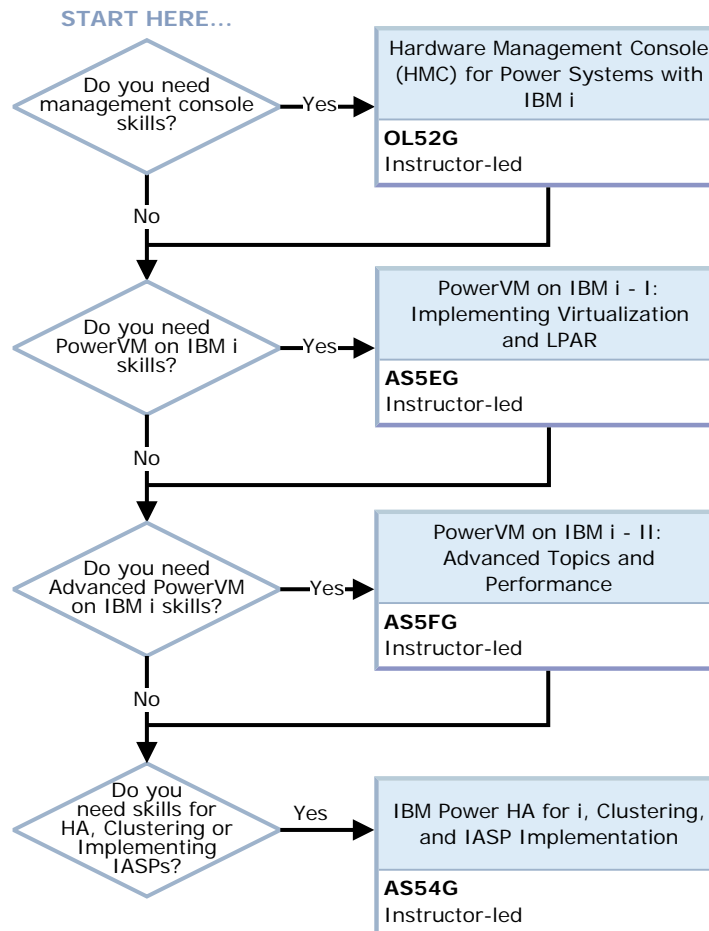 START HERE...
Do you need
management console
skills?
Yes
Hardware Management Console
(HMC) for Power Systems with
IBM i
OL52G
Instructor-led
No
Do you need
PowerVM on IBM i
skills?
Yes
PowerVM on IBM i - I:
Implementing Virtualization
and LPAR
AS5EG
Instructor-led
No
Do you need
Advanced PowerVM
on IBM i skills?
Yes
PowerVM on IBM i - II:
Advanced Topics and
Performance
AS5FG
Instructor-led
No
Do you
need skills for
HA, Clustering or
Implementing
IASPs?
Yes
IBM Power HA for i, Clustering,
and IASP Implementation
AS54G
Instructor-led